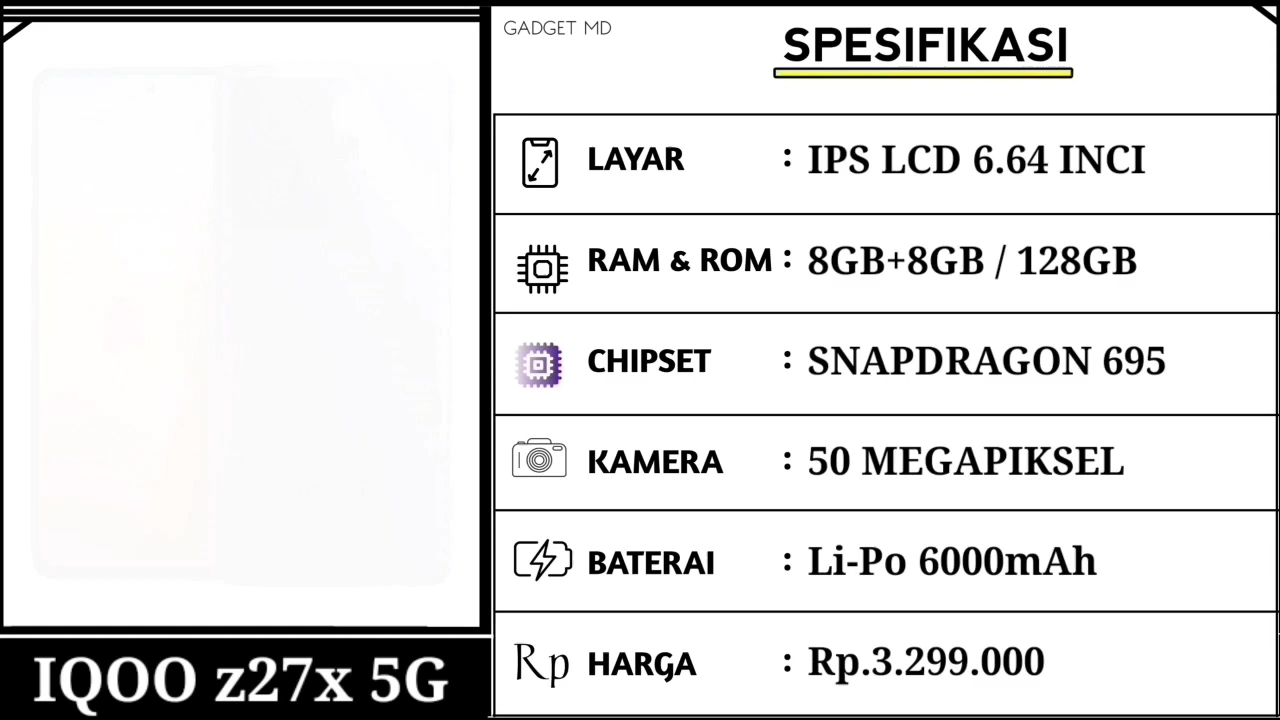 GADGET MD
SPESIFIKASI
LAYAR : IPS LCD 6.64 INCI
RAM & ROM : 8GB+8GB / 128GB
CHIPSET : SNAPDRAGON 695
KAMERA : 50 MEGAPIKSEL
BATERAI : Li-Po 6000mAh
Rp HARGA : Rp.3.299.000
IQOO z27x 5G